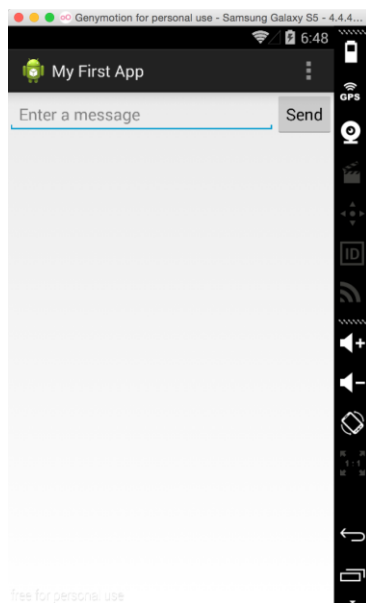 Genymotion for personal use - Samsung Galaxy S5 - 4.4.4...
6:48
My First App
GPS
Enter a message
Send
ID
1:1
free for personal use